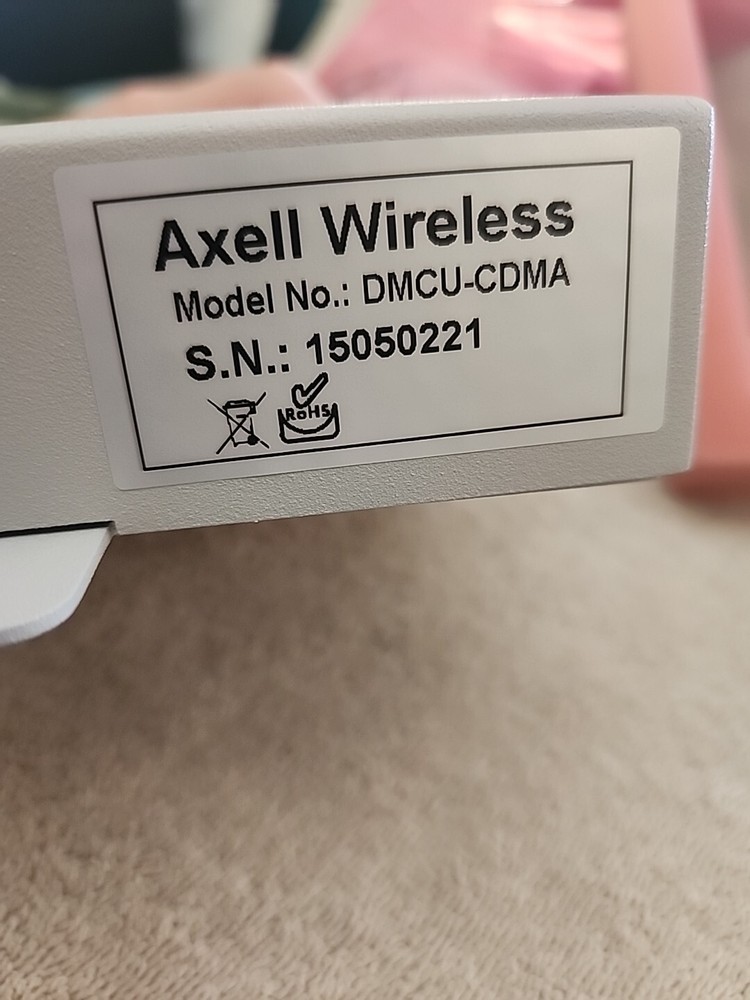 Axell Wireless
Model No.: DMCU-CDMA
S.N.: 15050221
RoHS